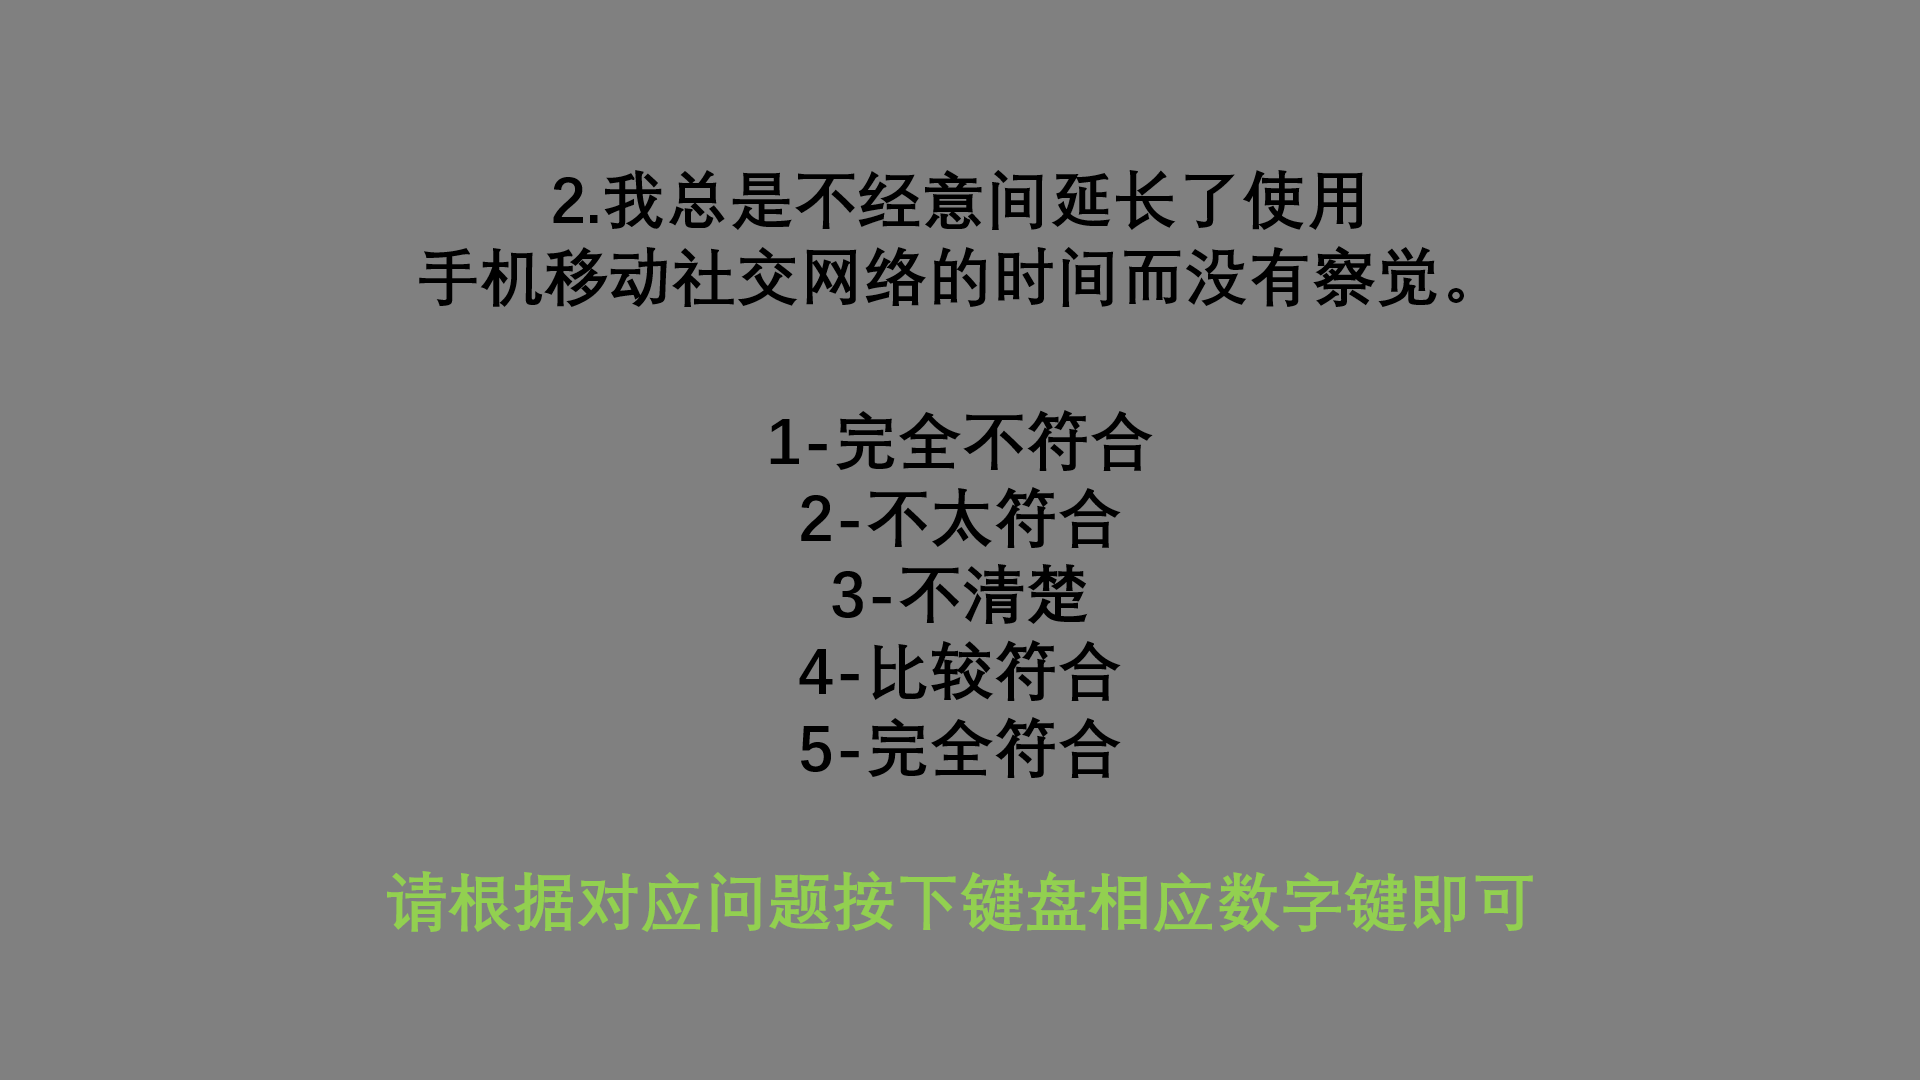 2.我总是不经意间延长了使用
手机移动社交网络的时间而没有察觉。
1-完全不符合
2-不太符合
3-不清楚
4-比较符合
5-完全符合
请根据对应问题按下键盘相应数字键即可